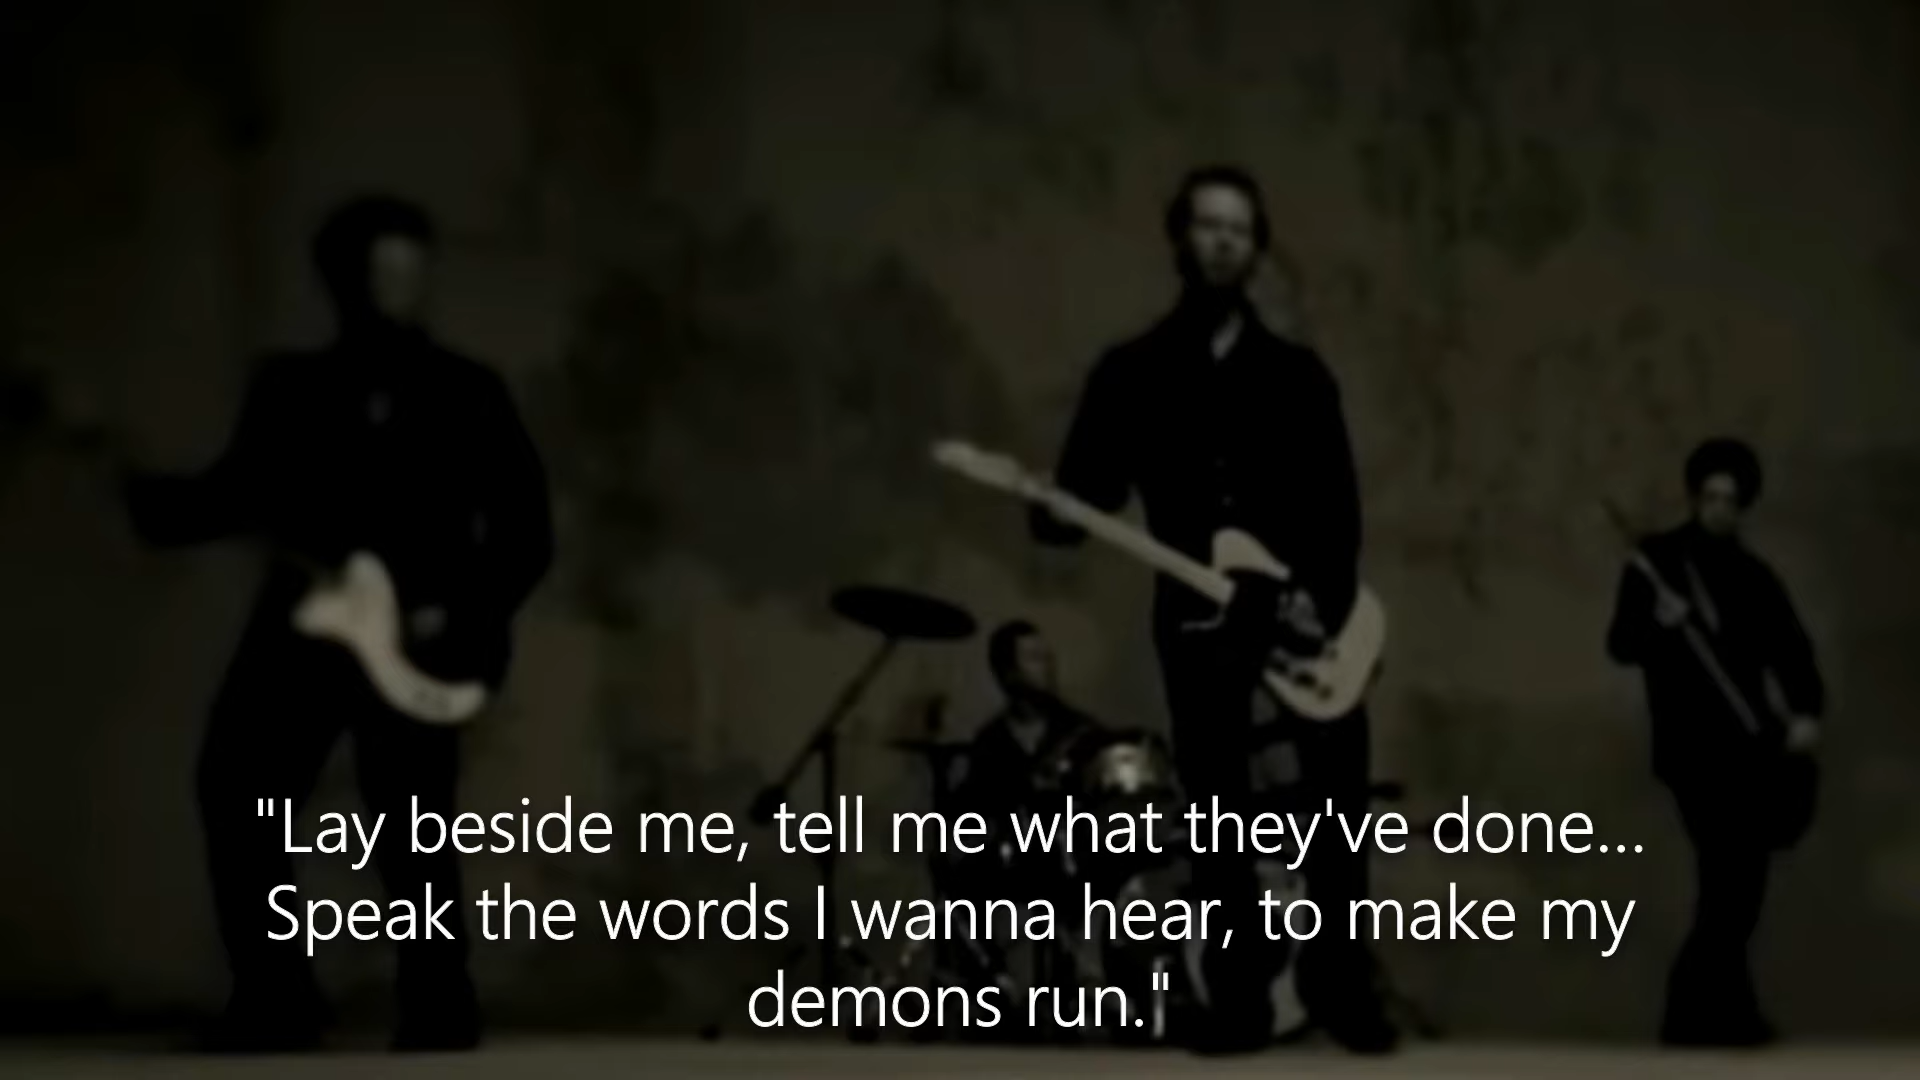 "Lay beside me, tell me what they've done...
Speak the words I wanna hear, to make my
demons run."